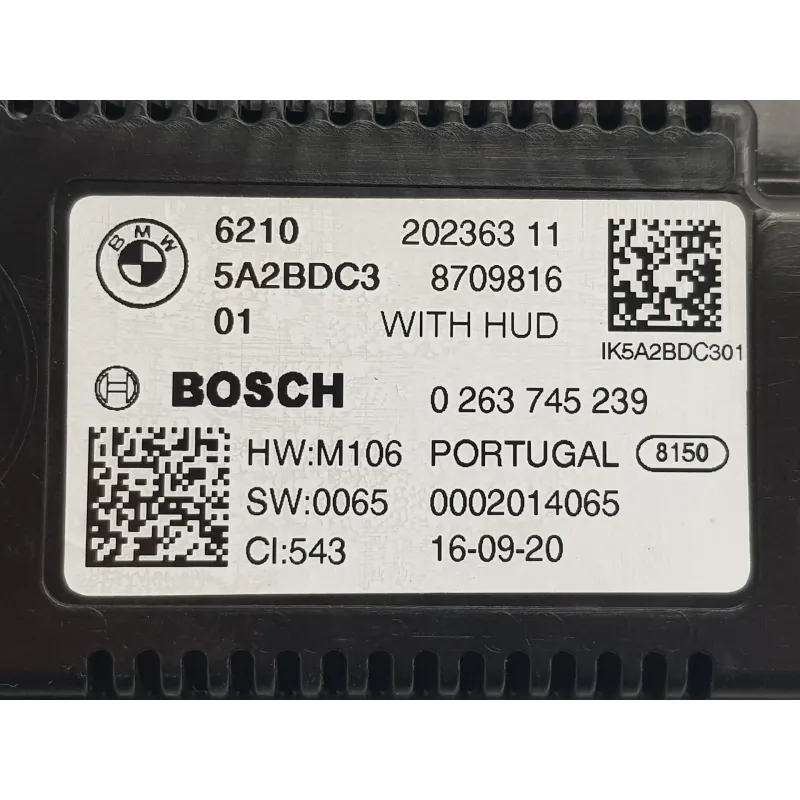 BMW
6210 202363 11
5A2BDC3 8709816
01 WITH HUD
IK5A2BDC301
H BOSCH 0 263 745 239
HW:M106 PORTUGAL 8150
SW:0065 0002014065
CI:543 16-09-20